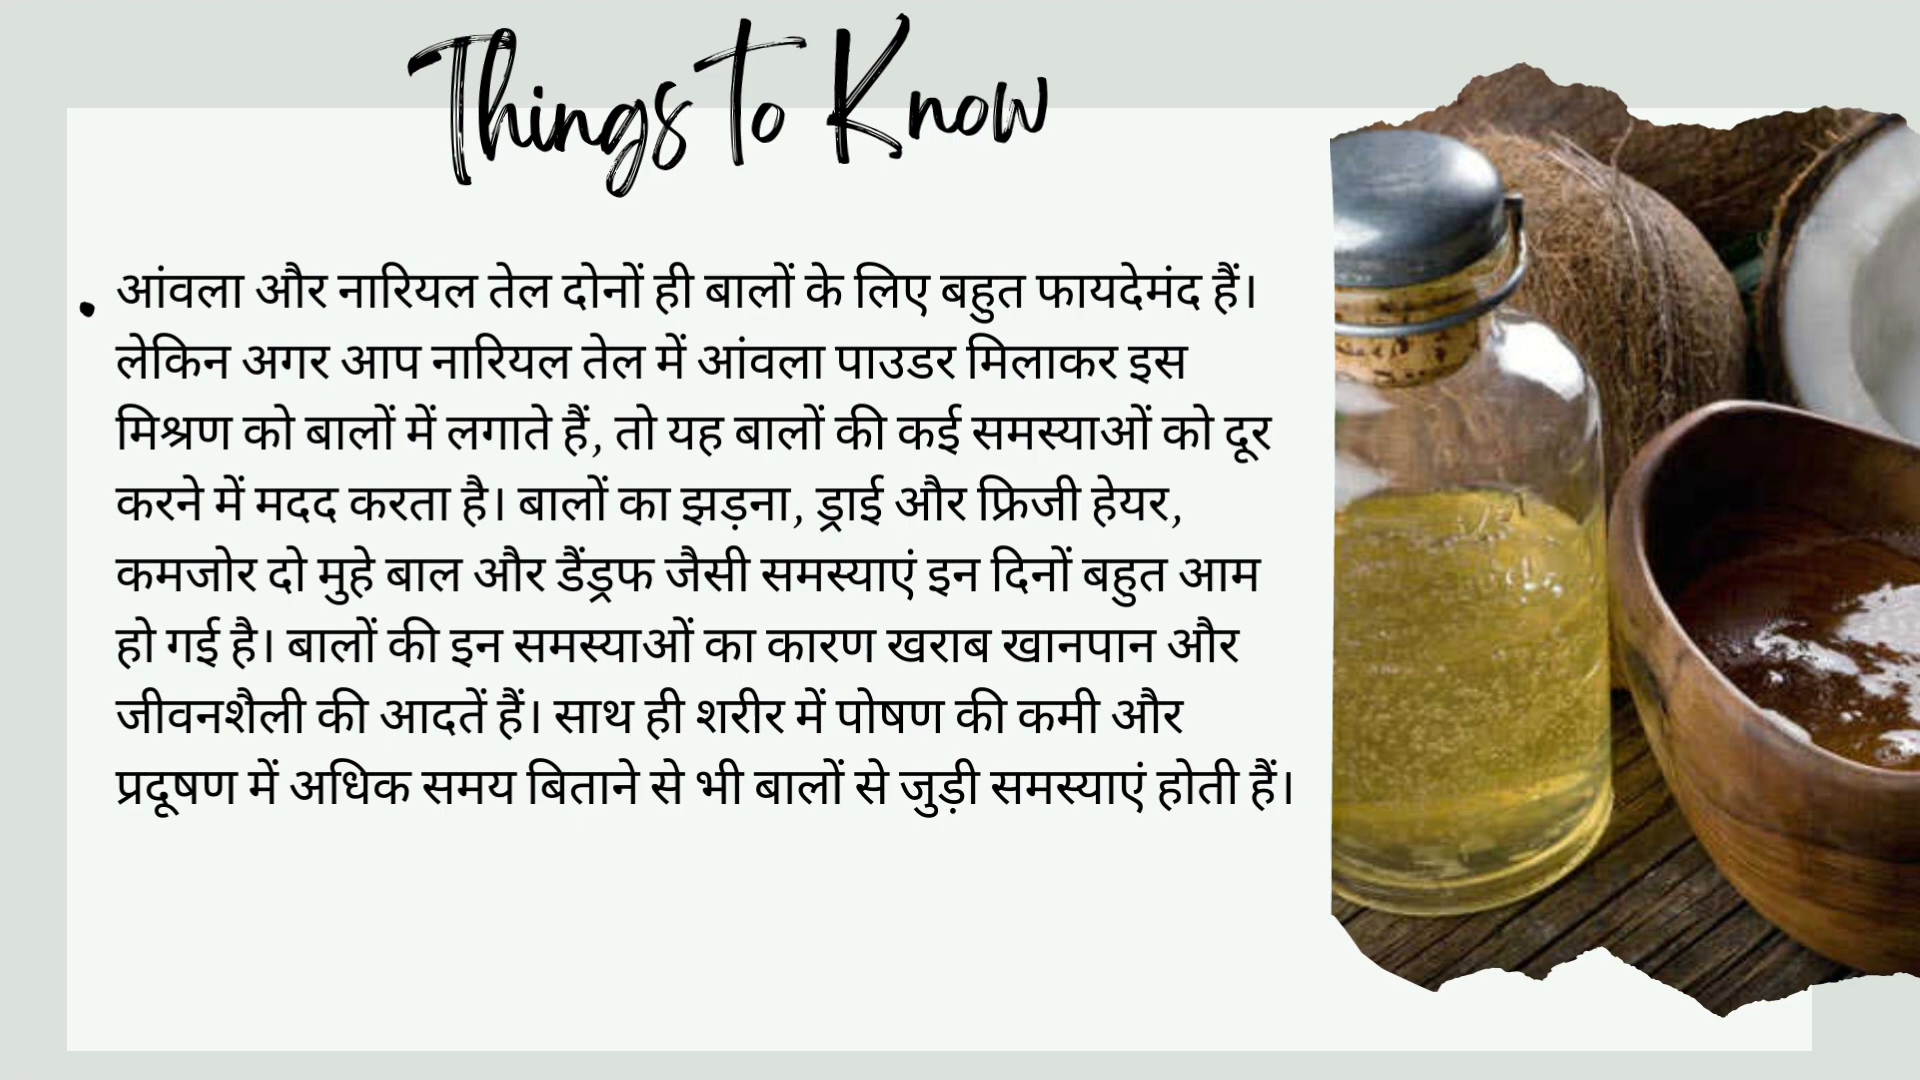 Things to Know
• आंवला और नारियल तेल दोनों ही बालों के लिए बहुत फायदेमंद हैं।
लेकिन अगर आप नारियल तेल में आंवला पाउडर मिलाकर इस
मिश्रण को बालों में लगाते हैं, तो यह बालों की कई समस्याओं को दूर
करने में मदद करता है। बालों का झड़ना, ड्राई और फ्रिजी हेयर,
कमजोर दो मुहे बाल और डैंड्रफ जैसी समस्याएं इन दिनों बहुत आम
हो गई है। बालों की इन समस्याओं का कारण खराब खानपान और
जीवनशैली की आदतें हैं। साथ ही शरीर में पोषण की कमी और
प्रदूषण में अधिक समय बिताने से भी बालों से जुड़ी समस्याएं होती हैं।